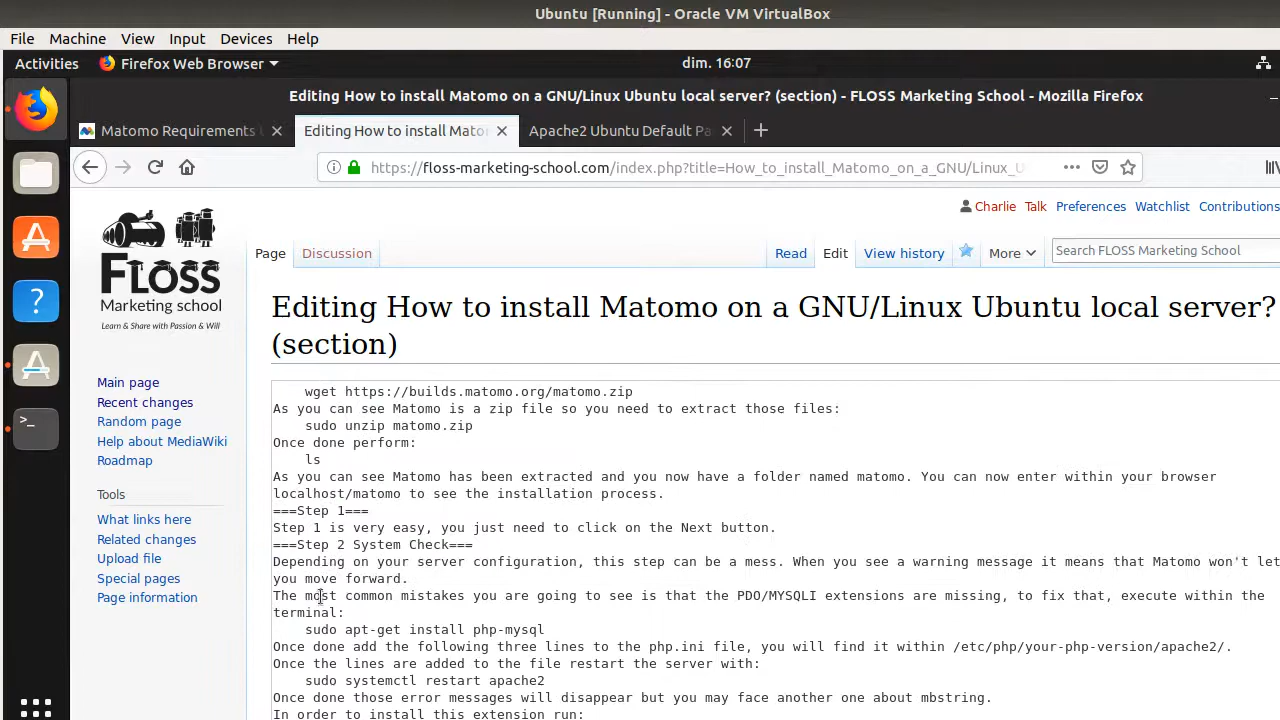 Ubuntu [Running] - Oracle VM VirtualBox
File Machine View Input Devices Help
Activities Firefox Web Browser dim. 16:07
Editing How to install Matomo on a GNU/Linux Ubuntu local server? (section) - FLOSS Marketing School - Mozilla Firefox
Matomo Requirements Editing How to install Mator Apache2 Ubuntu Default Pa
https://floss-marketing-school.com/index.php?title=How_to_install_Matomo_on_a_GNU/Linux_U
Charlie Talk Preferences Watchlist Contributions
Page Discussion Read Edit View history More Search FLOSS Marketing School
FLOSS
Marketing school
Learn & Share with Passion & Will
Editing How to install Matomo on a GNU/Linux Ubuntu local server?
(section)
Main page
Recent changes
Random page
Help about MediaWiki
Roadmap
Tools
What links here
Related changes
Upload file
Special pages
Page information
wget https://builds.matomo.org/matomo.zip
As you can see Matomo is a zip file so you need to extract those files:
sudo unzip matomo.zip
Once done perform:
ls
As you can see Matomo has been extracted and you now have a folder named matomo. You can now enter within your browser
localhost/matomo to see the installation process.
===Step 1===
Step 1 is very easy, you just need to click on the Next button.
===Step 2 System Check===
Depending on your server configuration, this step can be a mess. When you see a warning message it means that Matomo won't let
you move forward.
The most common mistakes you are going to see is that the PDO/MYSQLI extensions are missing, to fix that, execute within the
terminal:
sudo apt-get install php-mysql
Once done add the following three lines to the php.ini file, you will find it within /etc/php/your-php-version/apache2/.
Once the lines are added to the file restart the server with:
sudo systemctl restart apache2
Once done those error messages will disappear but you may face another one about mbstring.
In order to install this extension run: